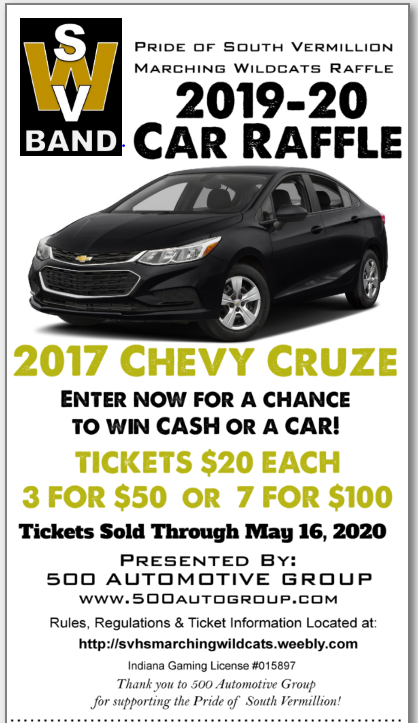 SWV
BAND
Pride of South Vermillion
Marching Wildcats Raffle
2019-20
Car Raffle
2017 Chevy Cruze
Enter now for a chance
to win CASH or a CAR!
TICKETS $20 EACH
3 FOR $50 OR 7 FOR $100
Tickets Sold Through May 16, 2020
Presented By:
500 Automotive Group
www.500autogroup.com
Rules, Regulations & Ticket Information Located at:
http://svhsmarchingwildcats.weebly.com
Indiana Gaming License #015897
Thank you to 500 Automotive Group
for supporting the Pride of South Vermillion!